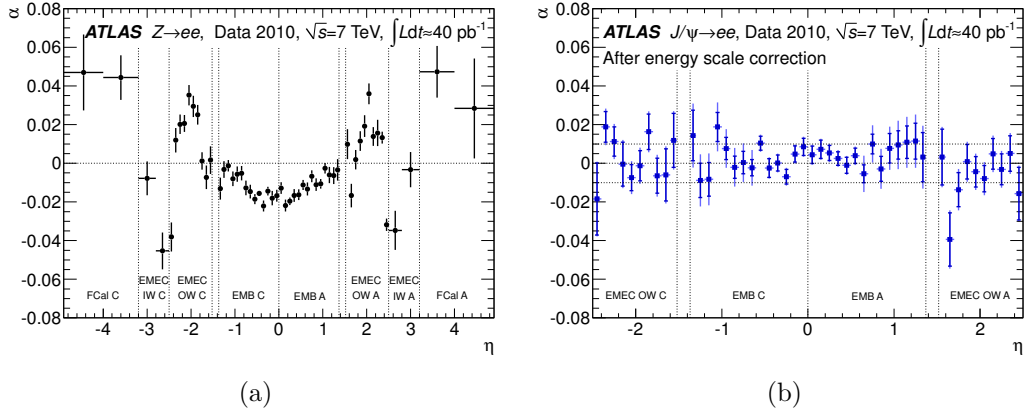 α
ATLAS Z→ee, Data 2010, √s=7 TeV, ∫Ldt≈40 pb⁻¹
0.08
0.06
0.04
0.02
0
-0.02
-0.04
-0.06
-0.08
FCal C
EMEC IW C
EMEC OW C
EMB C
EMB A
EMEC OW A
EMEC IW A
FCal A
-4 -3 -2 -1 0 1 2 3 4
η
(a)
α
ATLAS J/ψ→ee, Data 2010, √s=7 TeV, ∫Ldt≈40 pb⁻¹
After energy scale correction
0.08
0.06
0.04
0.02
0
-0.02
-0.04
-0.06
-0.08
EMEC OW C
EMB C
EMB A
EMEC OW A
-2 -1 0 1 2
η
(b)